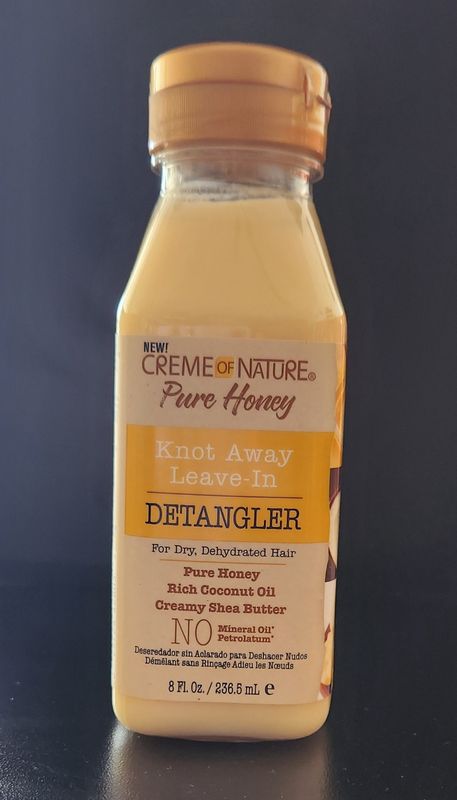 NEW!
CREME OF NATURE®
Pure Honey
Knot Away
Leave-In
DETANGLER
For Dry, Dehydrated Hair
Pure Honey
Rich Coconut Oil
Creamy Shea Butter
NO Mineral Oil*
Petrolatum*
Deseredador sin Aclarado para Deshacer Nudos
Démêlant sans Rinçage Adieu les Nœuds
8 Fl. Oz. / 236.5 mL ℮